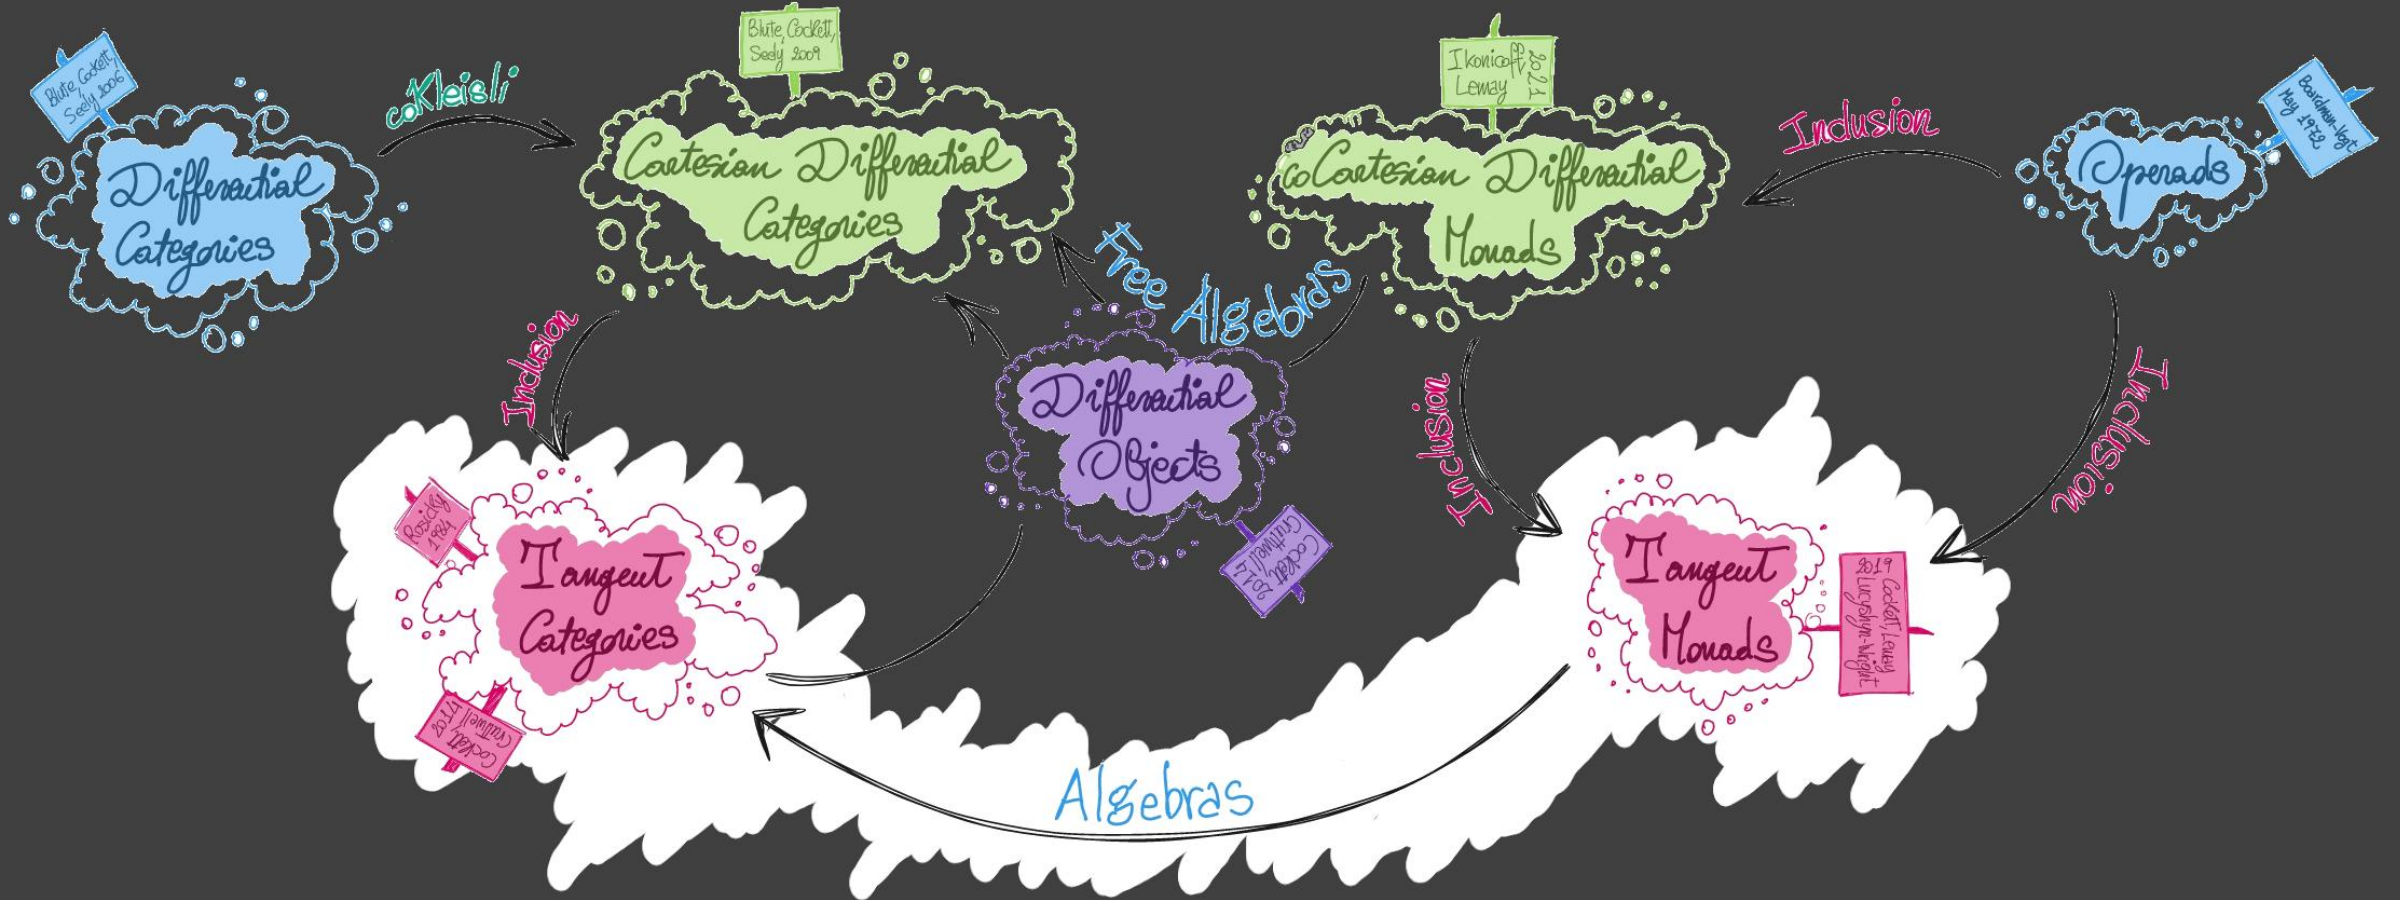 Blute, Cockett,
Seely 2006
Differential
Categories
coKleisli
Blute, Cockett,
Seely 2009
Cartesian Differential
Categories
Ikonicoff
Lemay
2021
coCartesian Differential
Monads
Inclusion
Operads
Boardman-Vogt
May 1972
Free Algebras
Inclusion
Differential
Objects
Cockett,
Cruttwell
2014
Inclusion
Inclusion
Rosický
1984
Tangent
Categories
Cockett,
Cruttwell
2014
Tangent
Monads
Cockett, Lemay
Lucyshyn-Wright
2019
Algebras